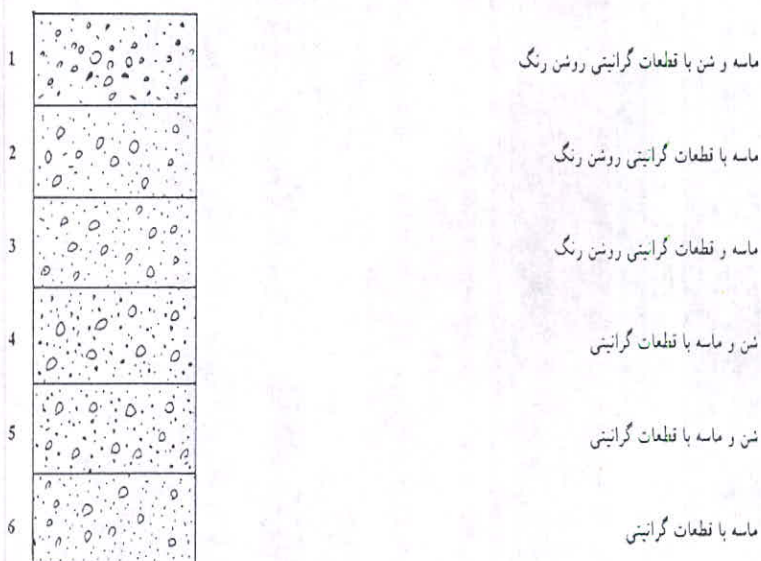 1 ماسه و شن با قطعات گرانیتی روشن رنگ
2 ماسه با قطعات گرانیتی روشن رنگ
3 ماسه و قطعات گرانیتی روشن رنگ
4 شن و ماسه با قطعات گرانیتی
5 شن و ماسه با قطعات گرانیتی
6 ماسه با قطعات گرانیتی